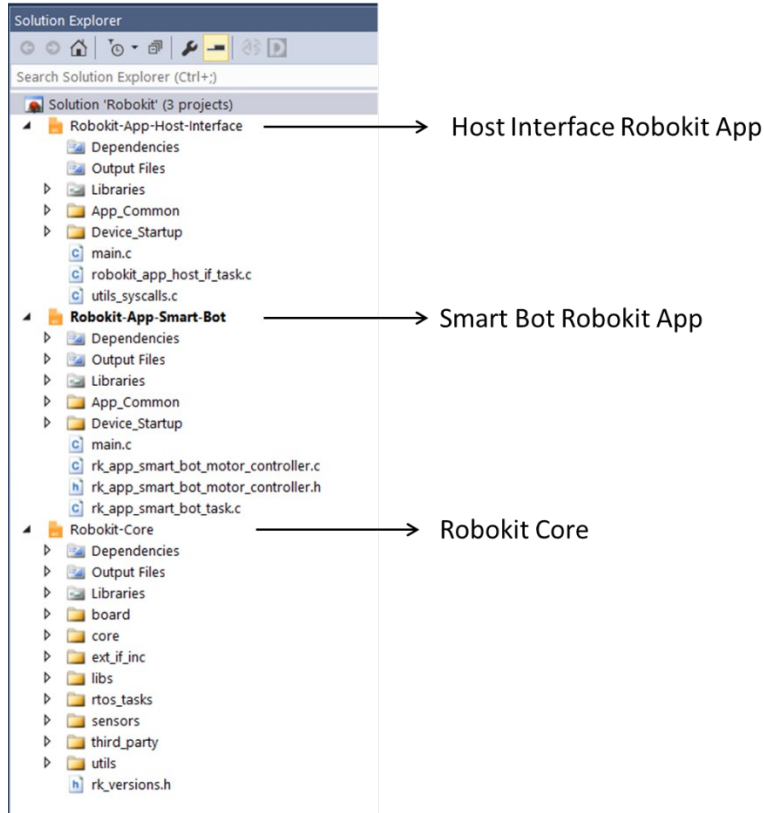 Solution Explorer
Search Solution Explorer (Ctrl+;)
Solution 'Robokit' (3 projects)
Robokit-App-Host-Interface
Host Interface Robokit App
Dependencies
Output Files
Libraries
App_Common
Device_Startup
main.c
robokit_app_host_if_task.c
utils_syscalls.c
Robokit-App-Smart-Bot
Smart Bot Robokit App
Dependencies
Output Files
Libraries
App_Common
Device_Startup
main.c
rk_app_smart_bot_motor_controller.c
rk_app_smart_bot_motor_controller.h
rk_app_smart_bot_task.c
Robokit-Core
Robokit Core
Dependencies
Output Files
Libraries
board
core
ext_if_inc
libs
rtos_tasks
sensors
third_party
utils
rk_versions.h